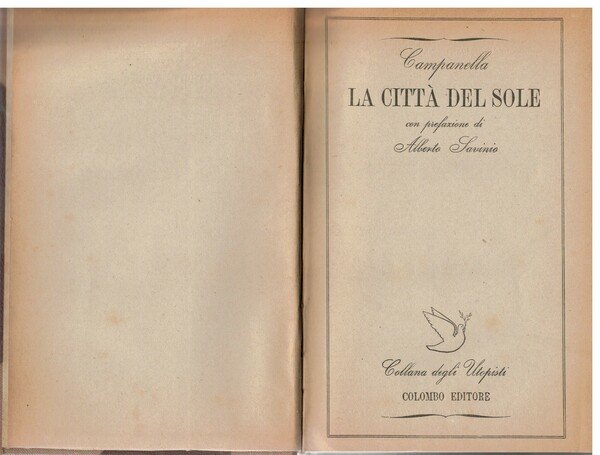 Campanella
LA CITTÀ DEL SOLE
con prefazione di
Alberto Savinio
Collana degli Utopisti
COLOMBO EDITORE